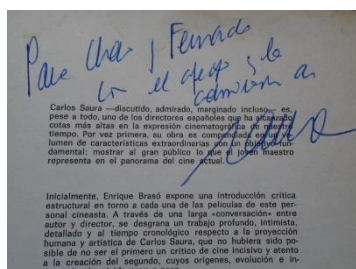 Para Charo y Fernando
con el afecto y la
admiración de
Carlos Saura —discutido, admirado, marginado incluso— es,
pese a todo, uno de los directores españoles que ha alcanzado
cotas más altas en la expresión cinematográfica de nuestro
tiempo. Por vez primera, su obra es compendiada en un vo-
lumen de características extraordinarias con un objetivo fun-
damental: mostrar al gran público lo que el joven maestro
representa en el panorama del cine actual.
Inicialmente, Enrique Brasó expone una introducción crítica
estructural en torno a cada una de las películas de este per-
sonal cineasta. A través de una larga «conversación» entre
autor y director, se desgrana un trabajo profundo, intimista,
detallado y al tiempo cronológico respecto a la proyección
humana y artística de Carlos Saura, que no hubiera sido po-
sible de no ser el primero un crítico de cine incisivo y atento
a la creación del segundo, cuyos orígenes, evolución e in-